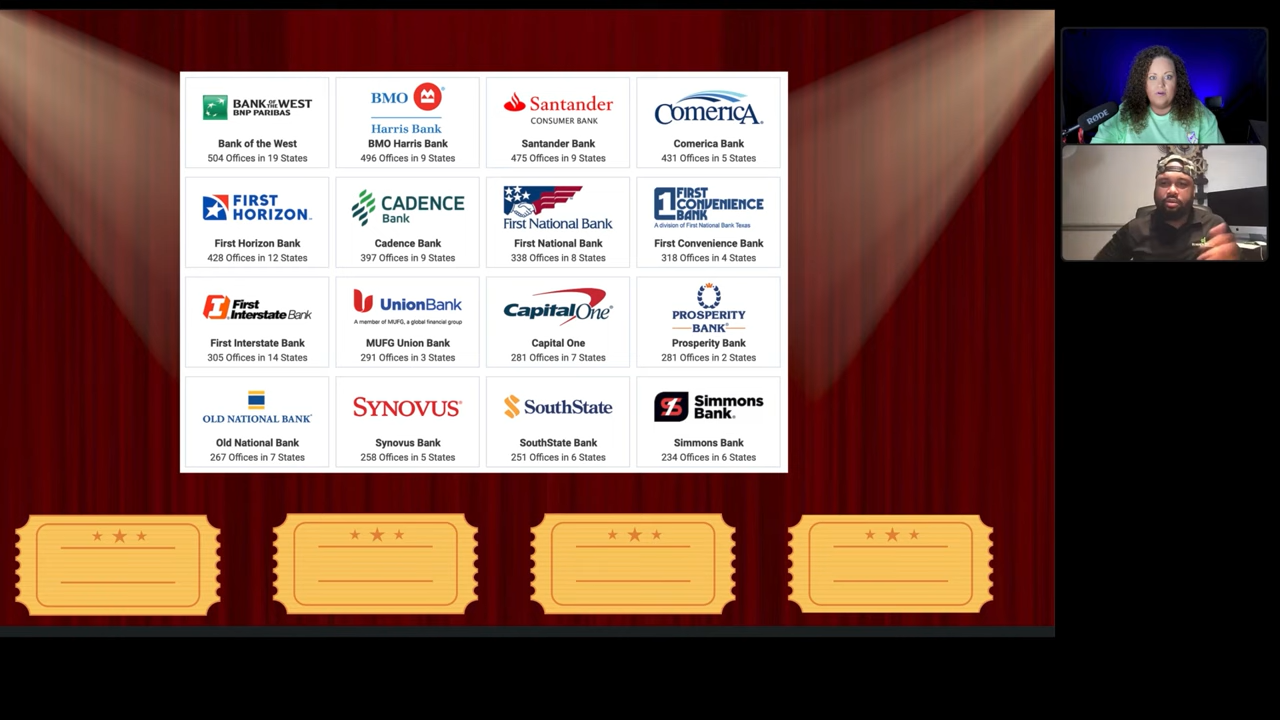 BANK OF THE WEST
BNP PARIBAS
Bank of the West
504 Offices in 19 States
BMO
Harris Bank
BMO Harris Bank
496 Offices in 9 States
Santander
CONSUMER BANK
Santander Bank
475 Offices in 9 States
ComericA
Comerica Bank
431 Offices in 5 States
FIRST
HORIZON
First Horizon Bank
428 Offices in 12 States
CADENCE
Bank
Cadence Bank
397 Offices in 9 States
First National Bank
First National Bank
338 Offices in 8 States
1 FIRST
CONVENIENCE
BANK
A division of First National Bank Texas
First Convenience Bank
318 Offices in 4 States
First
Interstate Bank
First Interstate Bank
305 Offices in 14 States
UnionBank
A member of MUFG, a global financial group
MUFG Union Bank
291 Offices in 3 States
CapitalOne
Capital One
281 Offices in 7 States
PROSPERITY
BANK
Prosperity Bank
281 Offices in 2 States
OLD NATIONAL BANK
Old National Bank
267 Offices in 7 States
SYNOVUS
Synovus Bank
258 Offices in 5 States
SouthState
SouthState Bank
251 Offices in 6 States
Simmons
Bank
Simmons Bank
234 Offices in 6 States
RODE